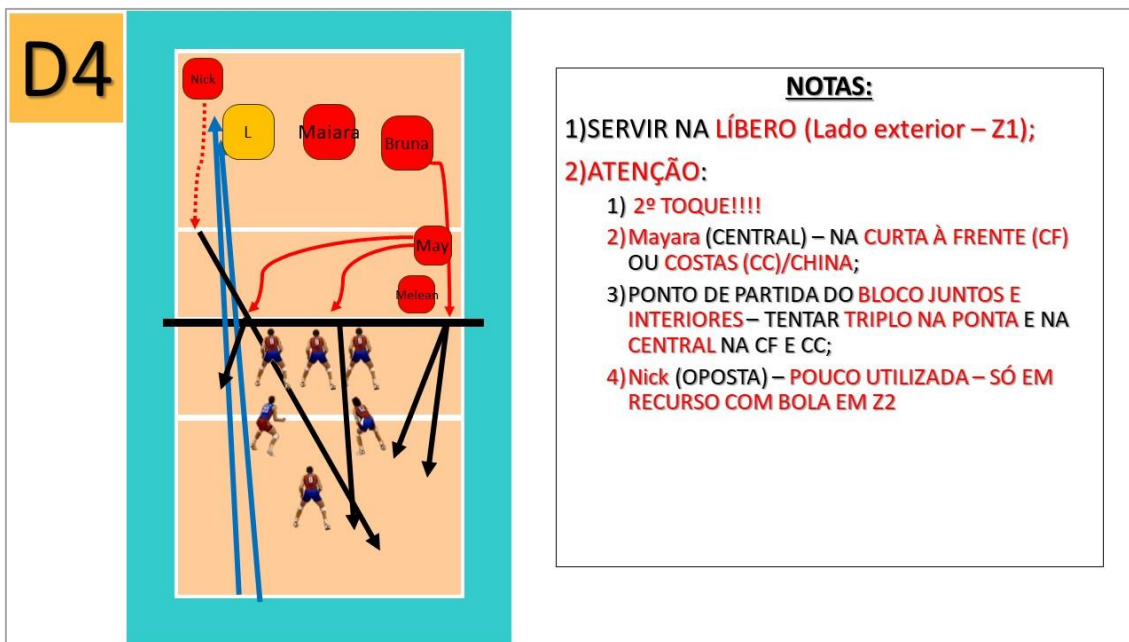 D4
Nick
L
Maiara
Bruna
May
Melean
NOTAS:
1)SERVIR NA LÍBERO (Lado exterior – Z1);
2)ATENÇÃO:
1) 2º TOQUE!!!!
2)Mayara (CENTRAL) – NA CURTA À FRENTE (CF)
OU COSTAS (CC)/CHINA;
3)PONTO DE PARTIDA DO BLOCO JUNTOS E
INTERIORES– TENTAR TRIPLO NA PONTA E NA
CENTRAL NA CF E CC;
4)Nick (OPOSTA) – POUCO UTILIZADA – SÓ EM
RECURSO COM BOLA EM Z2